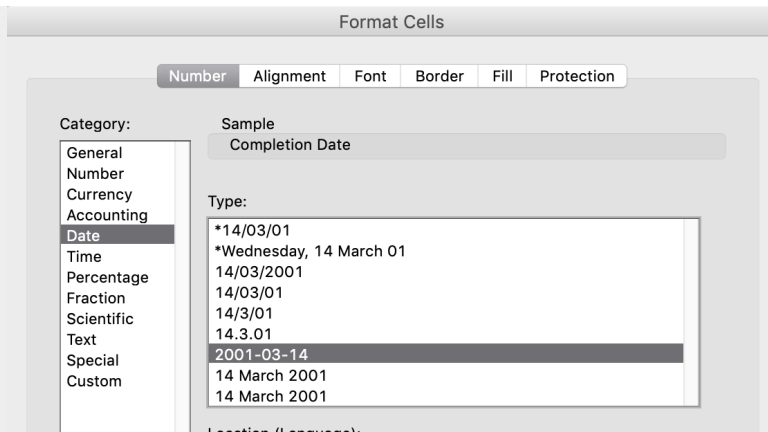 Format Cells
Number Alignment Font Border Fill Protection
Category:
General
Number
Currency
Accounting
Date
Time
Percentage
Fraction
Scientific
Text
Special
Custom
Sample
Completion Date
Type:
*14/03/01
*Wednesday, 14 March 01
14/03/2001
14/03/01
14/3/01
14.3.01
2001-03-14
14 March 2001
14 March 2001
Location (Language):